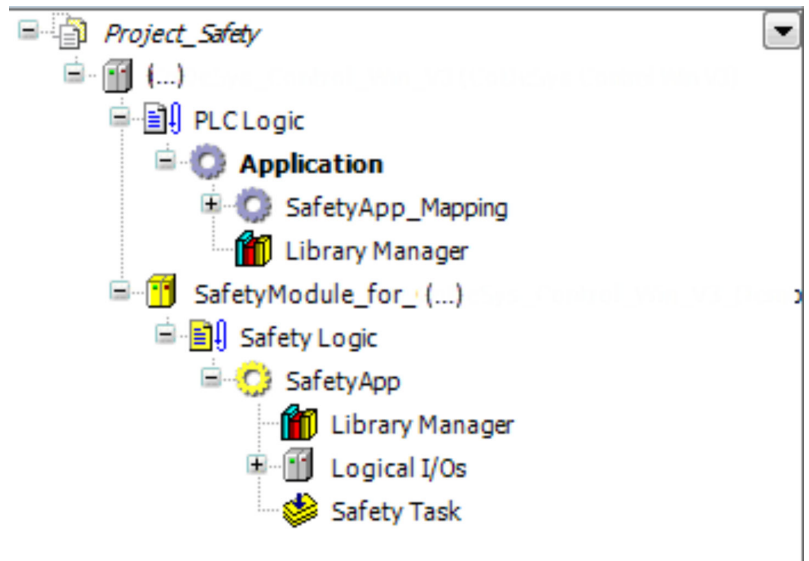 Project_Safety
(...)
PLC Logic
Application
SafetyApp_Mapping
Library Manager
SafetyModule_for_ (...)
Safety Logic
SafetyApp
Library Manager
Logical I/Os
Safety Task